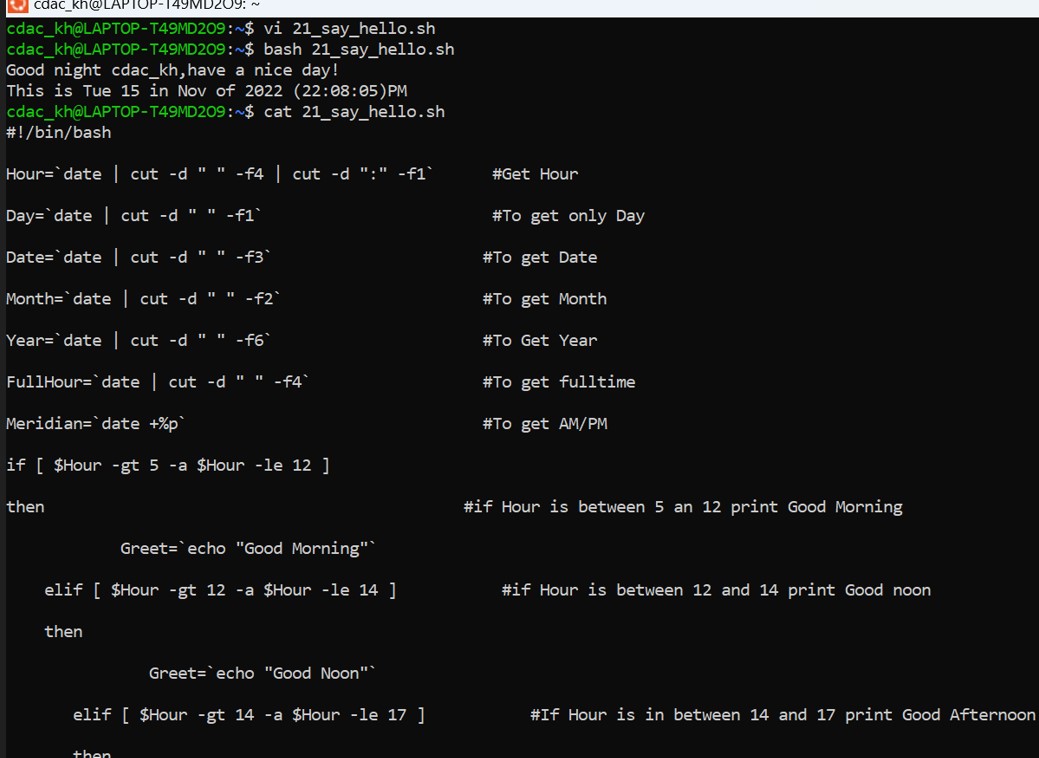 cdac_kh@LAPTOP-T49MD2O9: ~
cdac_kh@LAPTOP-T49MD2O9:~$ vi 21_say_hello.sh
cdac_kh@LAPTOP-T49MD2O9:~$ bash 21_say_hello.sh
Good night cdac_kh,have a nice day!
This is Tue 15 in Nov of 2022 (22:08:05)PM
cdac_kh@LAPTOP-T49MD2O9:~$ cat 21_say_hello.sh
#!/bin/bash
Hour=`date | cut -d " " -f4 | cut -d ":" -f1` #Get Hour
Day=`date | cut -d " " -f1` #To get only Day
Date=`date | cut -d " " -f3` #To get Date
Month=`date | cut -d " " -f2` #To get Month
Year=`date | cut -d " " -f6` #To Get Year
FullHour=`date | cut -d " " -f4` #To get fulltime
Meridian=`date +%p` #To get AM/PM
if [ $Hour -gt 5 -a $Hour -le 12 ]
then #if Hour is between 5 an 12 print Good Morning
Greet=`echo "Good Morning"`
elif [ $Hour -gt 12 -a $Hour -le 14 ] #if Hour is between 12 and 14 print Good noon
then
Greet=`echo "Good Noon"`
elif [ $Hour -gt 14 -a $Hour -le 17 ] #If Hour is in between 14 and 17 print Good Afternoon
then